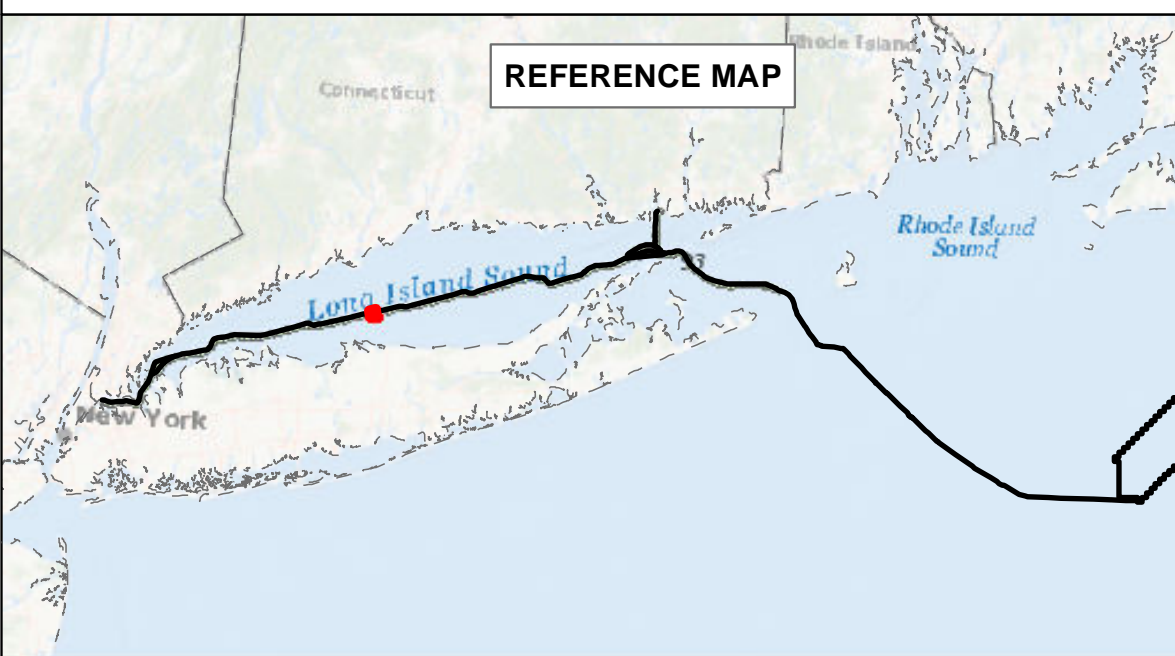 Rhode Island
REFERENCE MAP
Connecticut
Rhode Island
Sound
Long Island Sound
New York